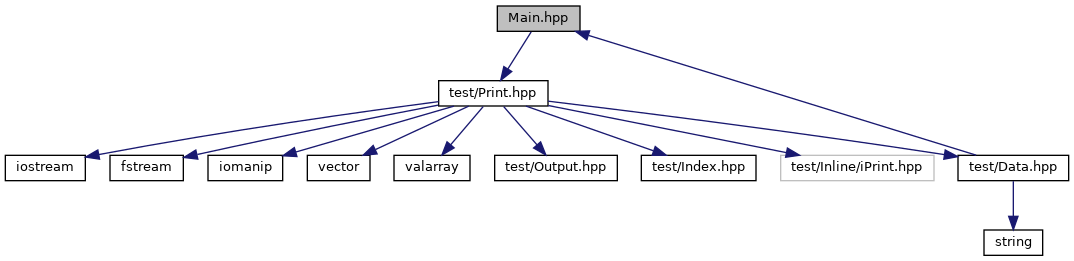 Main.hpp
test/Print.hpp
iostream
fstream
iomanip
vector
valarray
test/Output.hpp
test/Index.hpp
test/Inline/iPrint.hpp
test/Data.hpp
string